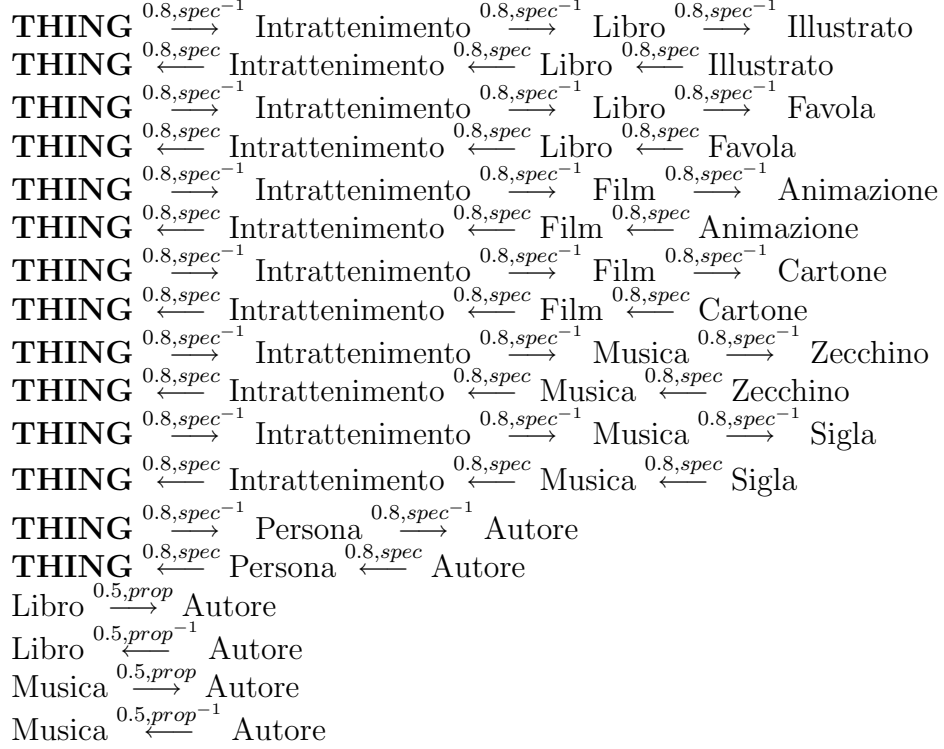 THING 0.8,spec⁻¹⟶ Intrattenimento 0.8,spec⁻¹⟶ Libro 0.8,spec⁻¹⟶ Illustrato
THING 0.8,spec⟵ Intrattenimento 0.8,spec⟵ Libro 0.8,spec⟵ Illustrato
THING 0.8,spec⁻¹⟶ Intrattenimento 0.8,spec⁻¹⟶ Libro 0.8,spec⁻¹⟶ Favola
THING 0.8,spec⟵ Intrattenimento 0.8,spec⟵ Libro 0.8,spec⟵ Favola
THING 0.8,spec⁻¹⟶ Intrattenimento 0.8,spec⁻¹⟶ Film 0.8,spec⁻¹⟶ Animazione
THING 0.8,spec⟵ Intrattenimento 0.8,spec⟵ Film 0.8,spec⟵ Animazione
THING 0.8,spec⁻¹⟶ Intrattenimento 0.8,spec⁻¹⟶ Film 0.8,spec⁻¹⟶ Cartone
THING 0.8,spec⟵ Intrattenimento 0.8,spec⟵ Film 0.8,spec⟵ Cartone
THING 0.8,spec⁻¹⟶ Intrattenimento 0.8,spec⁻¹⟶ Musica 0.8,spec⁻¹⟶ Zecchino
THING 0.8,spec⟵ Intrattenimento 0.8,spec⟵ Musica 0.8,spec⟵ Zecchino
THING 0.8,spec⁻¹⟶ Intrattenimento 0.8,spec⁻¹⟶ Musica 0.8,spec⁻¹⟶ Sigla
THING 0.8,spec⟵ Intrattenimento 0.8,spec⟵ Musica 0.8,spec⟵ Sigla
THING 0.8,spec⁻¹⟶ Persona 0.8,spec⁻¹⟶ Autore
THING 0.8,spec⟵ Persona 0.8,spec⟵ Autore
Libro 0.5,prop⟶ Autore
Libro 0.5,prop⁻¹⟵ Autore
Musica 0.5,prop⟶ Autore
Musica 0.5,prop⁻¹⟵ Autore